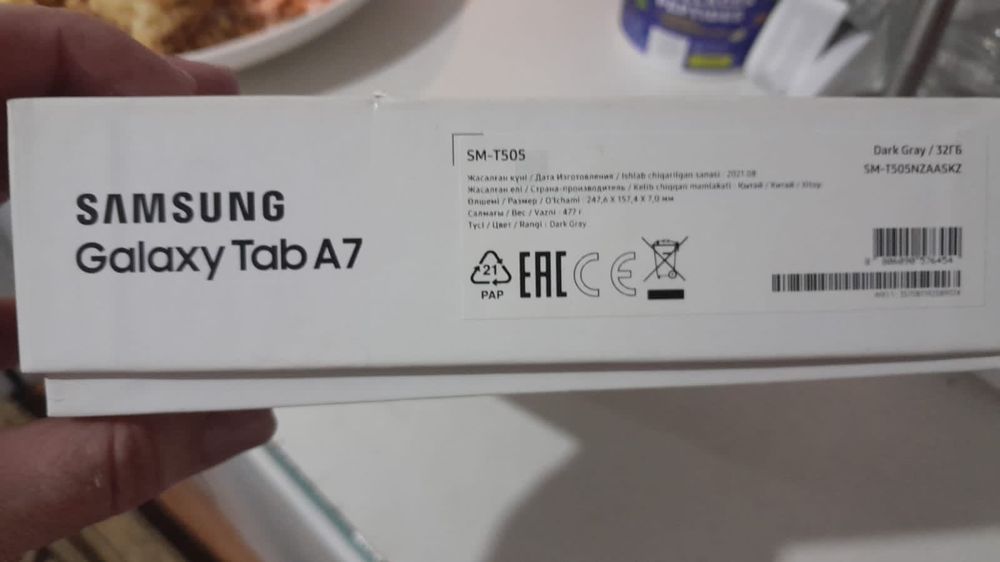 SAMSUNG
Galaxy Tab A7
SM-T505
Dark Gray / 32ГБ
SM-T505NZAASKZ
Жасалған күні / Дата Изготовления / Ishlab chiqarilgan sanasi : 2021.08
Жасалған елі / Страна-производитель / Kelib chiqqan mamlakati : Қытай / Китай / Xitoy
Өлшемі / Размер / O'lchami : 247,6 X 157,4 X 7,0 мм
Салмағы / Вес / Vazni : 477 г
Түсі / Цвет / Rangi : Dark Gray
21
PAP
EAC
CE